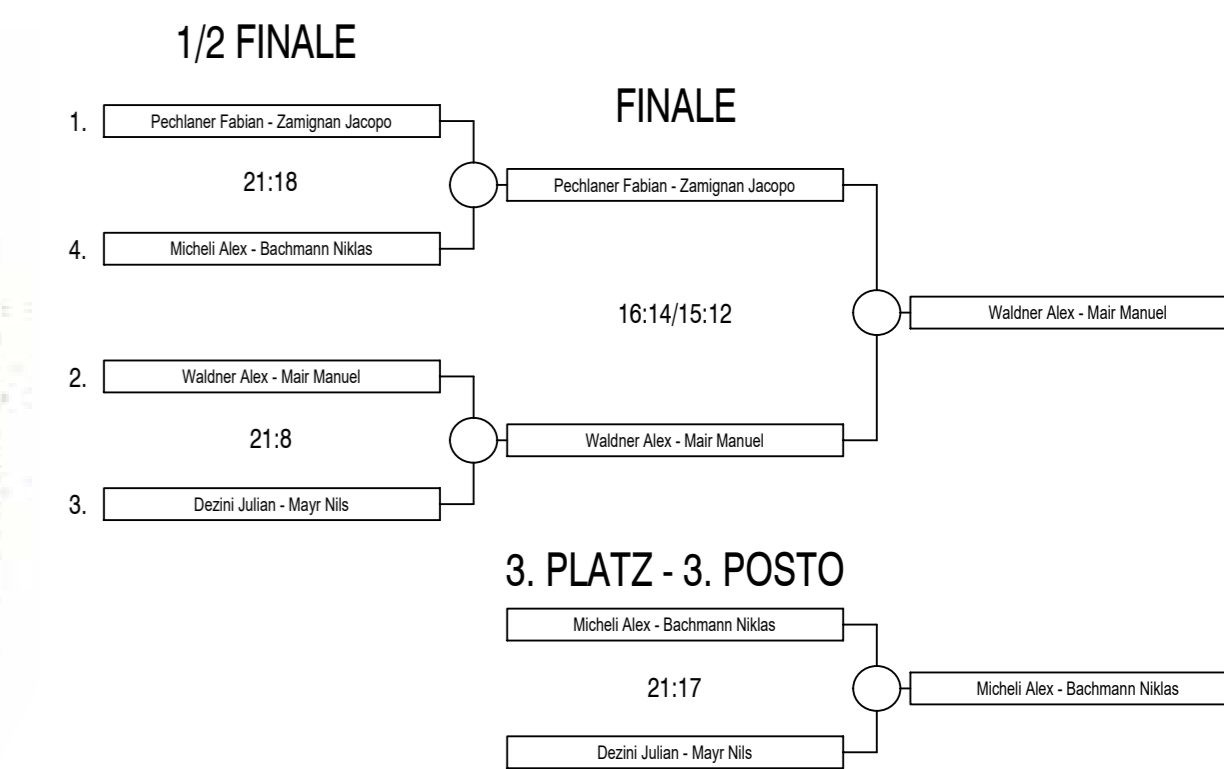 1/2 FINALE
FINALE
1. Pechlaner Fabian - Zamignan Jacopo
21:18
Pechlaner Fabian - Zamignan Jacopo
4. Micheli Alex - Bachmann Niklas
16:14/15:12
Waldner Alex - Mair Manuel
2. Waldner Alex - Mair Manuel
21:8
Waldner Alex - Mair Manuel
3. Dezini Julian - Mayr Nils
3. PLATZ - 3. POSTO
Micheli Alex - Bachmann Niklas
21:17
Micheli Alex - Bachmann Niklas
Dezini Julian - Mayr Nils